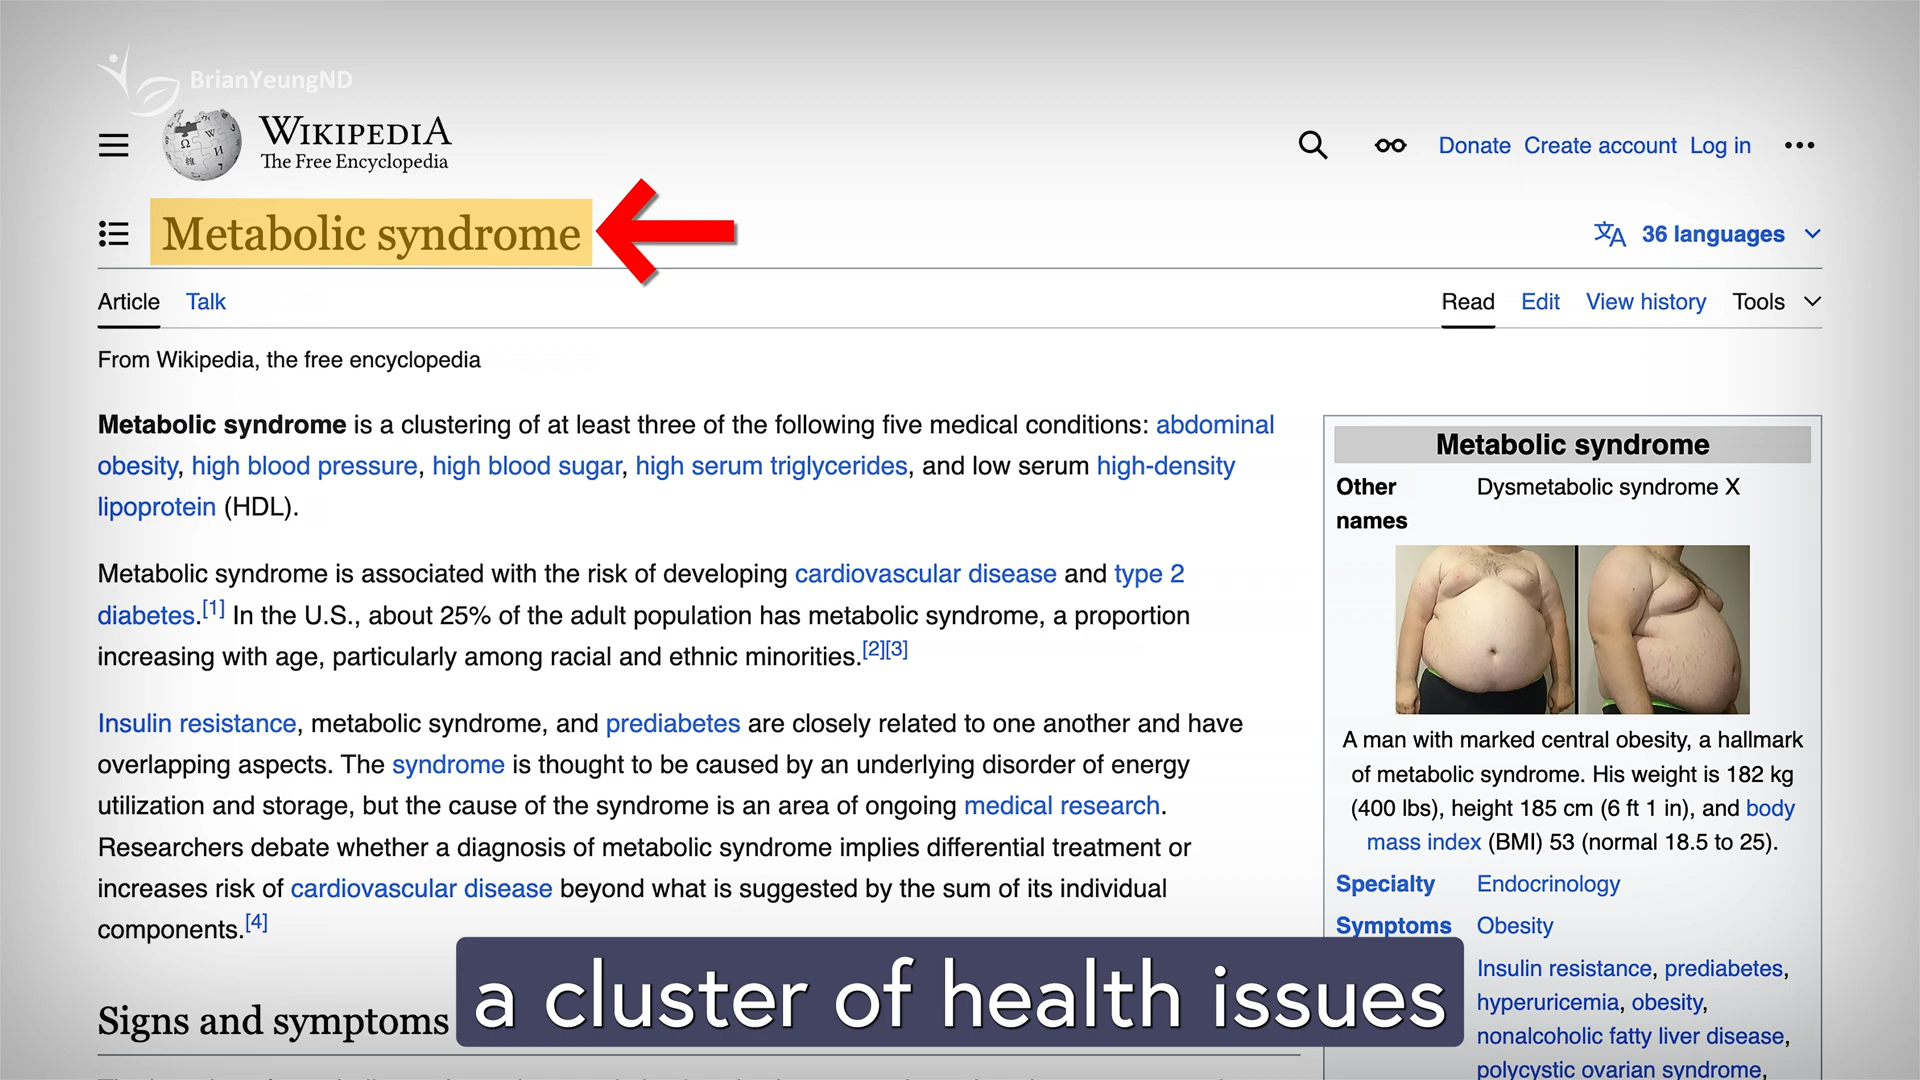 BrianYeungND
WIKIPEDIA
The Free Encyclopedia
Donate Create account Log in
Metabolic syndrome
36 languages
Article Talk
Read Edit View history Tools
From Wikipedia, the free encyclopedia
Metabolic syndrome is a clustering of at least three of the following five medical conditions: abdominal
obesity, high blood pressure, high blood sugar, high serum triglycerides, and low serum high-density
lipoprotein (HDL).
Metabolic syndrome is associated with the risk of developing cardiovascular disease and type 2
diabetes.[1] In the U.S., about 25% of the adult population has metabolic syndrome, a proportion
increasing with age, particularly among racial and ethnic minorities.[2][3]
Insulin resistance, metabolic syndrome, and prediabetes are closely related to one another and have
overlapping aspects. The syndrome is thought to be caused by an underlying disorder of energy
utilization and storage, but the cause of the syndrome is an area of ongoing medical research.
Researchers debate whether a diagnosis of metabolic syndrome implies differential treatment or
increases risk of cardiovascular disease beyond what is suggested by the sum of its individual
components.[4]
Signs and symptoms
Metabolic syndrome
Other names Dysmetabolic syndrome X
A man with marked central obesity, a hallmark
of metabolic syndrome. His weight is 182 kg
(400 lbs), height 185 cm (6 ft 1 in), and body
mass index (BMI) 53 (normal 18.5 to 25).
Specialty Endocrinology
Symptoms Obesity
Insulin resistance, prediabetes,
hyperuricemia, obesity,
nonalcoholic fatty liver disease,
polycystic ovarian syndrome,
a cluster of health issues